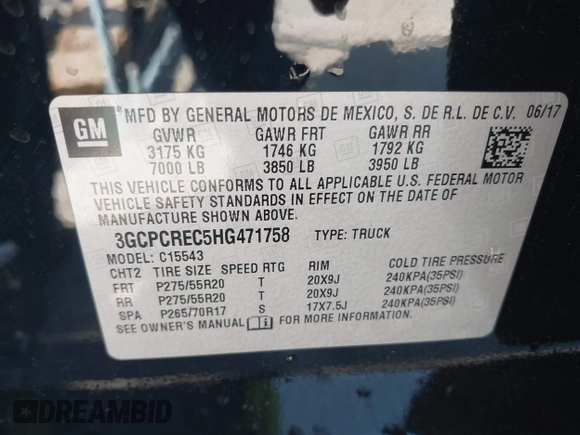 GM
MFD BY GENERAL MOTORS DE MEXICO, S. DE R.L. DE C.V. 06/17
GVWR GAWR FRT GAWR RR
3175 KG 1746 KG 1792 KG
7000 LB 3850 LB 3950 LB
THIS VEHICLE CONFORMS TO ALL APPLICABLE U.S. FEDERAL MOTOR
VEHICLE SAFETY STANDARDS IN EFFECT ON THE DATE OF
MANUFACTURE SHOWN ABOVE.
3GCPCREC5HG471758 TYPE: TRUCK
MODEL: C15543
CHT2 TIRE SIZE SPEED RTG RIM COLD TIRE PRESSURE
FRT P275/55R20 T 20X9J 240KPA(35PSI)
RR P275/55R20 T 20X9J 240KPA(35PSI)
SPA P265/70R17 S 17X7.5J 240KPA(35PSI)
SEE OWNER'S MANUAL FOR MORE INFORMATION.
DREAMBID